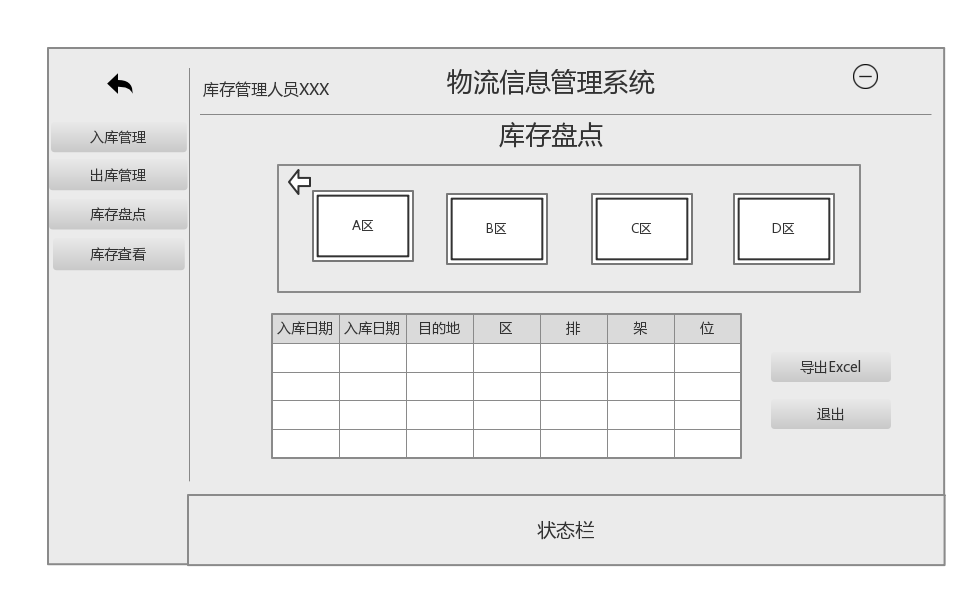 物流信息管理系统
库存管理人员XXX
入库管理
出库管理
库存盘点
库存查看
库存盘点
A区 B区 C区 D区
入库日期 入库日期 目的地 区 排 架 位
导出Excel
退出
状态栏